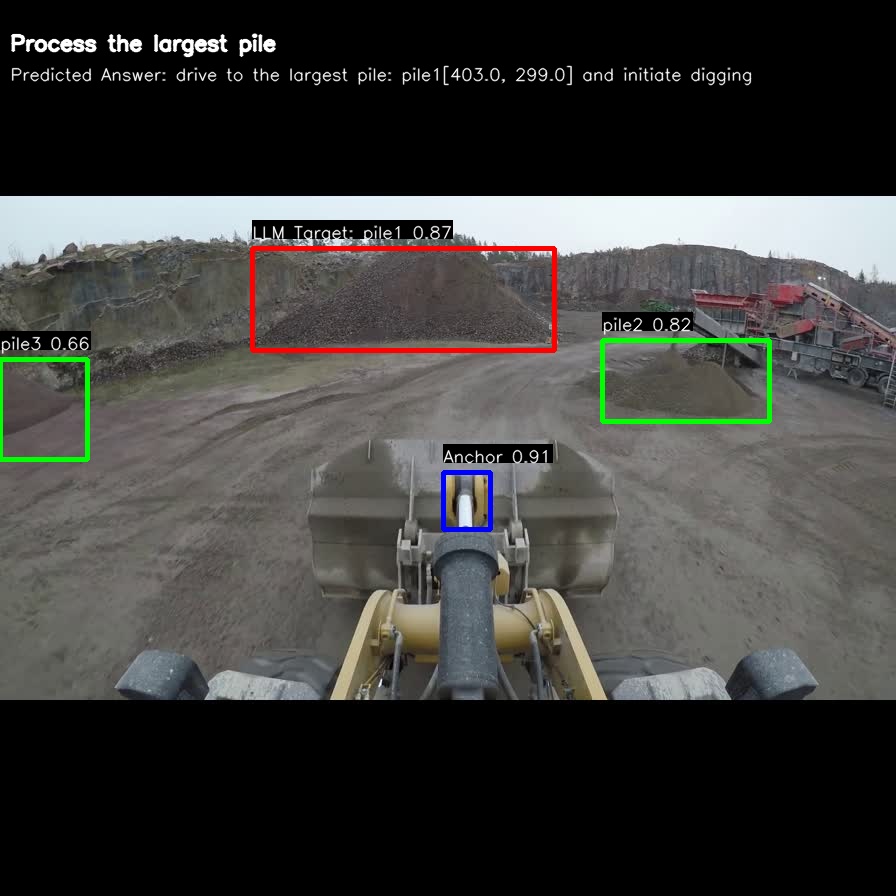 Process the largest pile
Predicted Answer: drive to the largest pile: pile1[403.0, 299.0] and initiate digging
LLM Target: pile1 0.87
pile2 0.82
pile3 0.66
Anchor 0.91